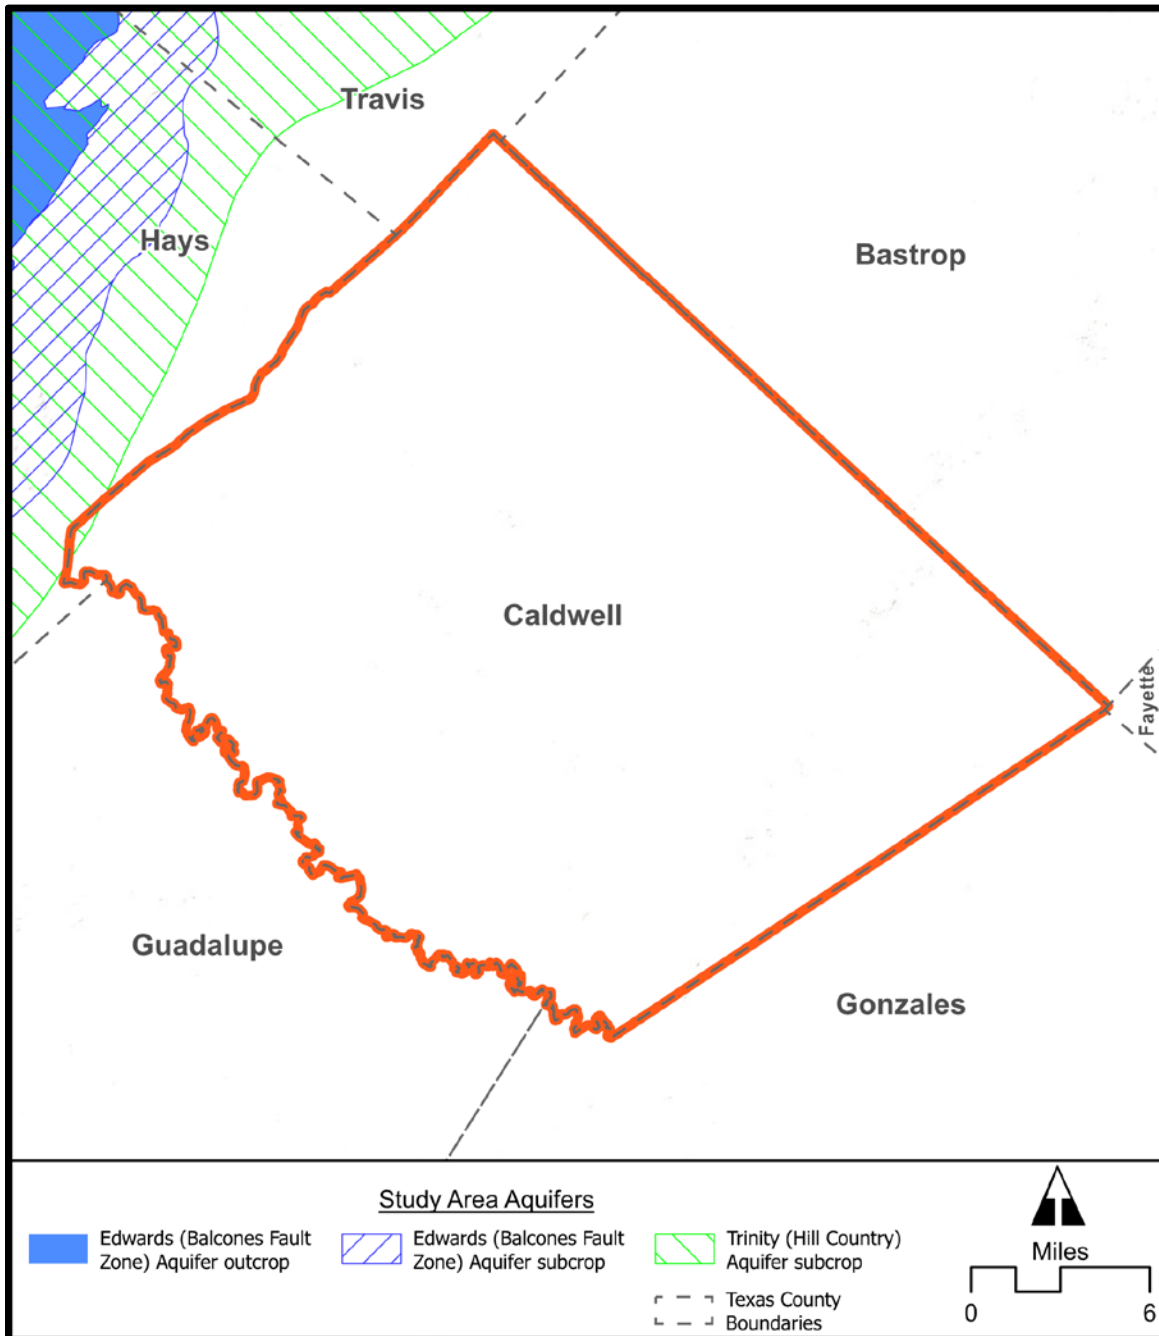 Travis
Hays
Bastrop
Caldwell
Fayette
Guadalupe
Gonzales
Study Area Aquifers
Edwards (Balcones Fault
Zone) Aquifer outcrop
Edwards (Balcones Fault
Zone) Aquifer subcrop
Trinity (Hill Country)
Aquifer subcrop
Texas County
Boundaries
Miles
0 6